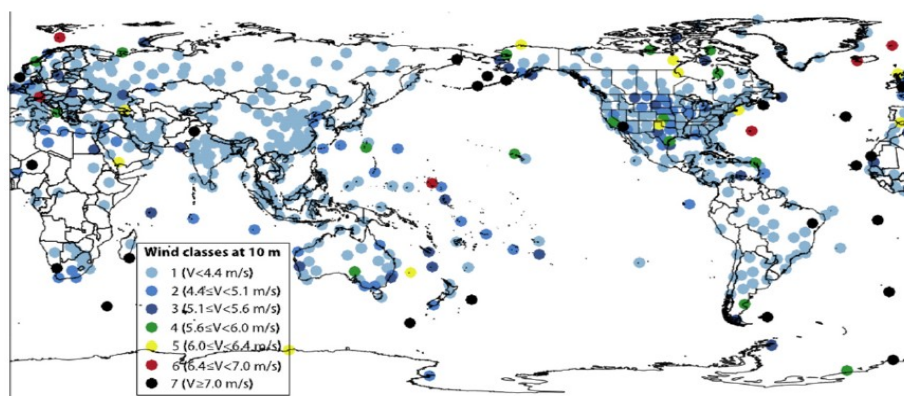 Wind classes at 10 m
1 (V<4.4 m/s)
2 (4.4≤V<5.1 m/s)
3 (5.1≤V<5.6 m/s)
4 (5.6≤V<6.0 m/s)
5 (6.0≤V<6.4 m/s)
6 (6.4≤V<7.0 m/s)
7 (V≥7.0 m/s)